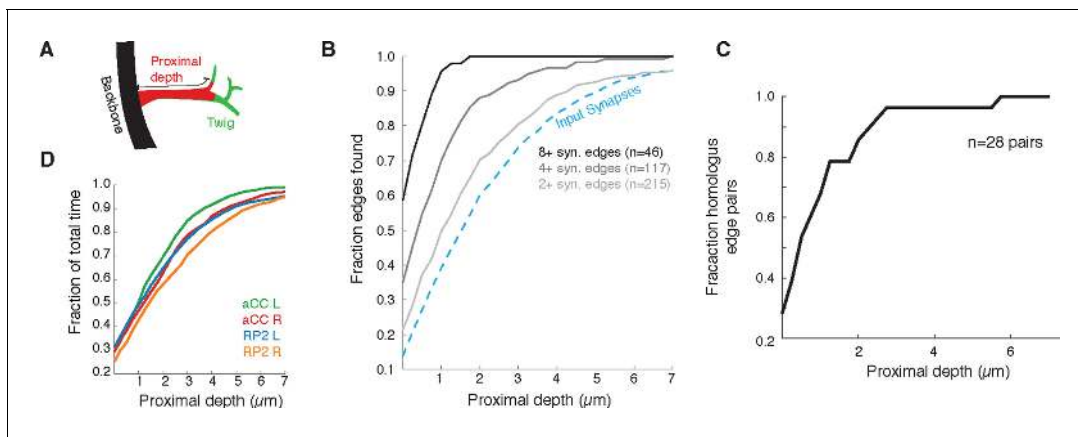 A
Proximal
depth
Backbone
Twig
B
Fraction edges found
1.0
0.9
0.8
0.7
0.6
0.5
0.4
0.3
0.2
0.1
Input Synapses
8+ syn. edges (n=46)
4+ syn. edges (n=117)
2+ syn. edges (n=215)
1 2 3 4 5 6 7
Proximal depth (µm)
C
Fracaction homologus
edge pairs
1.0
0.8
0.6
0.4
0.2
n=28 pairs
2 4 6
Proximal depth (µm)
D
Fraction of total time
1.0
0.9
0.8
0.7
0.6
0.5
0.4
0.3
0.2
aCC L
aCC R
RP2 L
RP2 R
1 2 3 4 5 6 7
Proximal depth (µm)